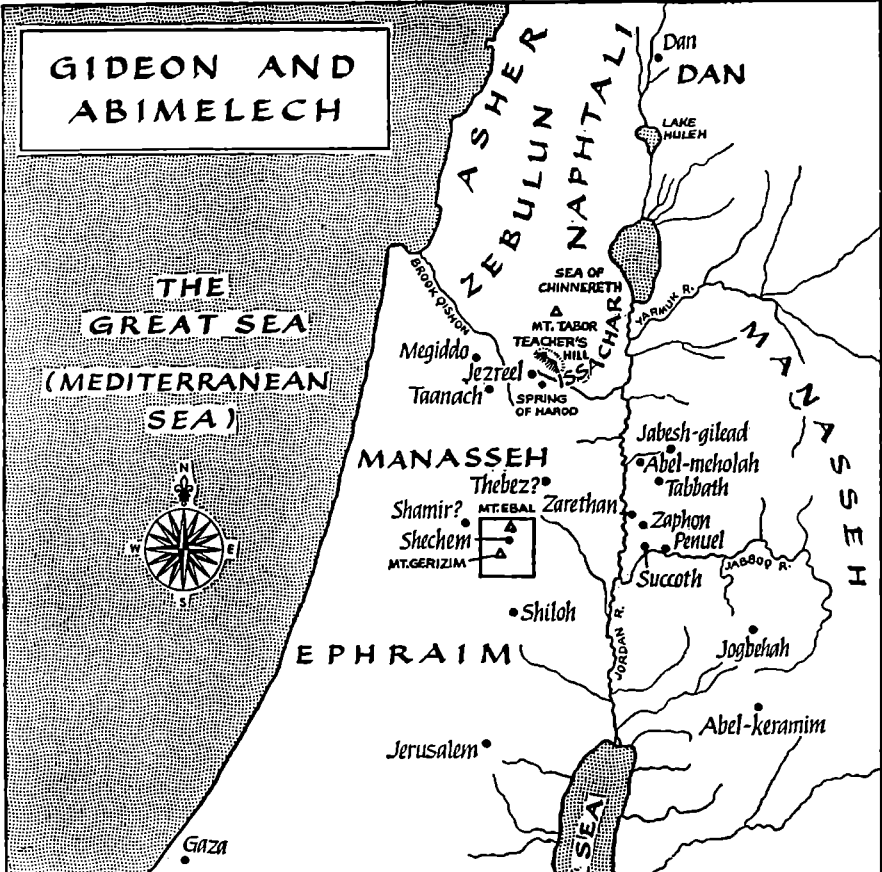 GIDEON AND
ABIMELECH
ASHER
ZEBULUN
NAPHTALI
Dan
DAN
LAKE
HULEH
THE
GREAT SEA
(MEDITERRANEAN
SEA)
BROOK QISHON
SEA OF
CHINNERETH
YARMUK R.
MT. TABOR
TEACHER'S
HILL
ISSACHAR
MANASSEH
Megiddo
Jezreel
Taanach
SPRING
OF HAROD
Jabesh-gilead
Abel-meholah
Tabbath
MANASSEH
Thebez?
Zarethan
MT. EBAL
Shamir?
Shechem
MT. GERIZIM
Zaphon
Penuel
Succoth
JABBOQ R.
N
W
E
S
Shiloh
JORDAN R.
Jogbehah
EPHRAIM
Abel-keramim
Jerusalem
SEA
Gaza